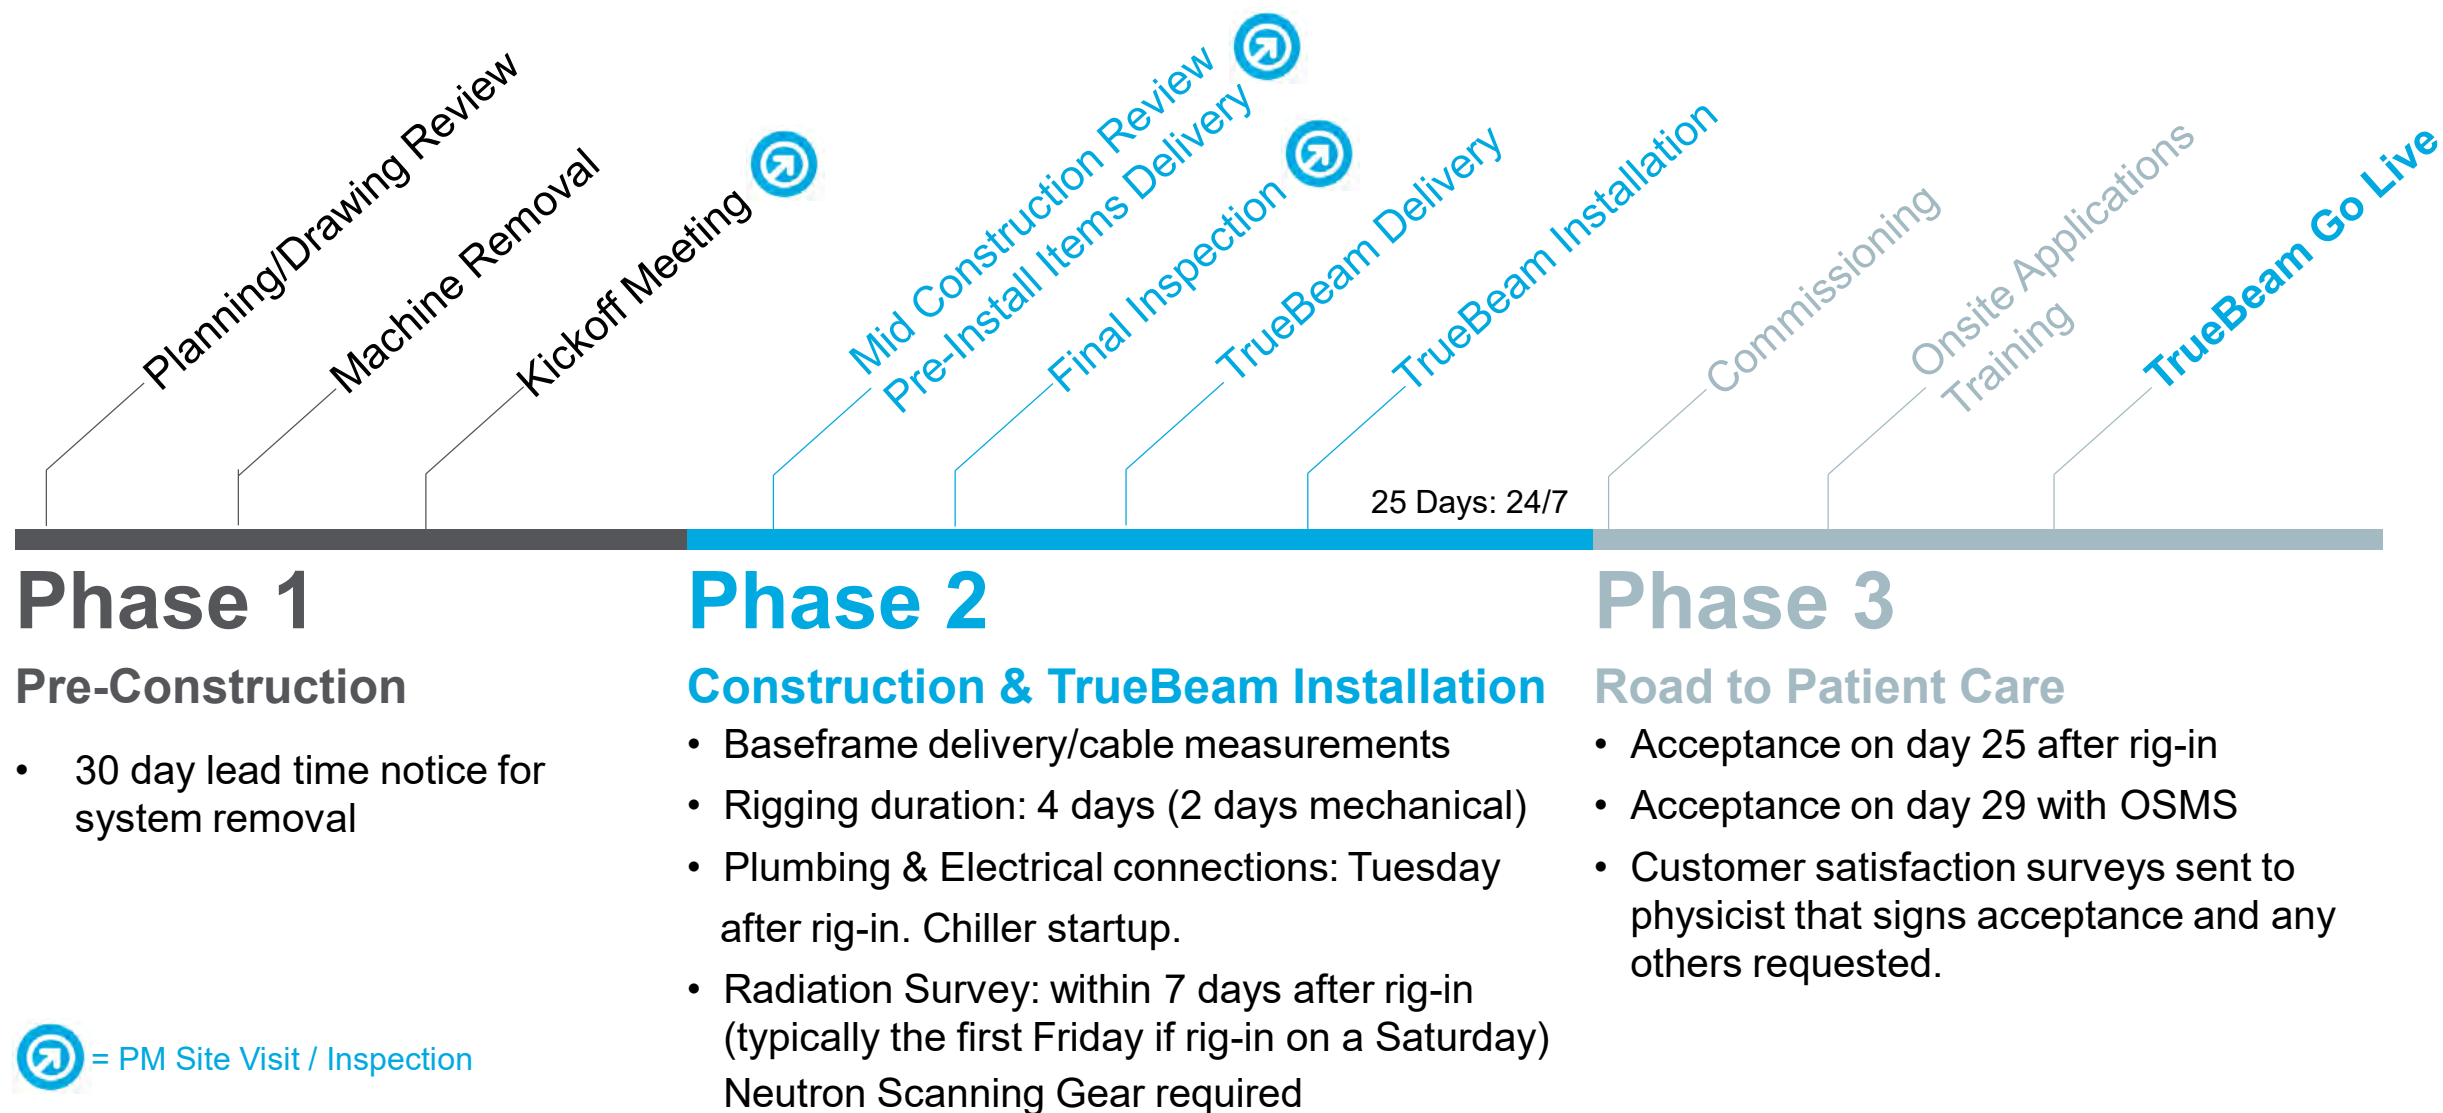 Planning/Drawing Review
Machine Removal
Kickoff Meeting
Mid Construction Review
Pre-Install Items Delivery
Final Inspection
TrueBeam Delivery
TrueBeam Installation
Commissioning
Onsite Applications
Training
TrueBeam Go Live
25 Days: 24/7
Phase 1
Pre-Construction
• 30 day lead time notice for
system removal
= PM Site Visit / Inspection
Phase 2
Construction & TrueBeam Installation
• Baseframe delivery/cable measurements
• Rigging duration: 4 days (2 days mechanical)
• Plumbing & Electrical connections: Tuesday
after rig-in. Chiller startup.
• Radiation Survey: within 7 days after rig-in
(typically the first Friday if rig-in on a Saturday)
Neutron Scanning Gear required
Phase 3
Road to Patient Care
• Acceptance on day 25 after rig-in
• Acceptance on day 29 with OSMS
• Customer satisfaction surveys sent to
physicist that signs acceptance and any
others requested.